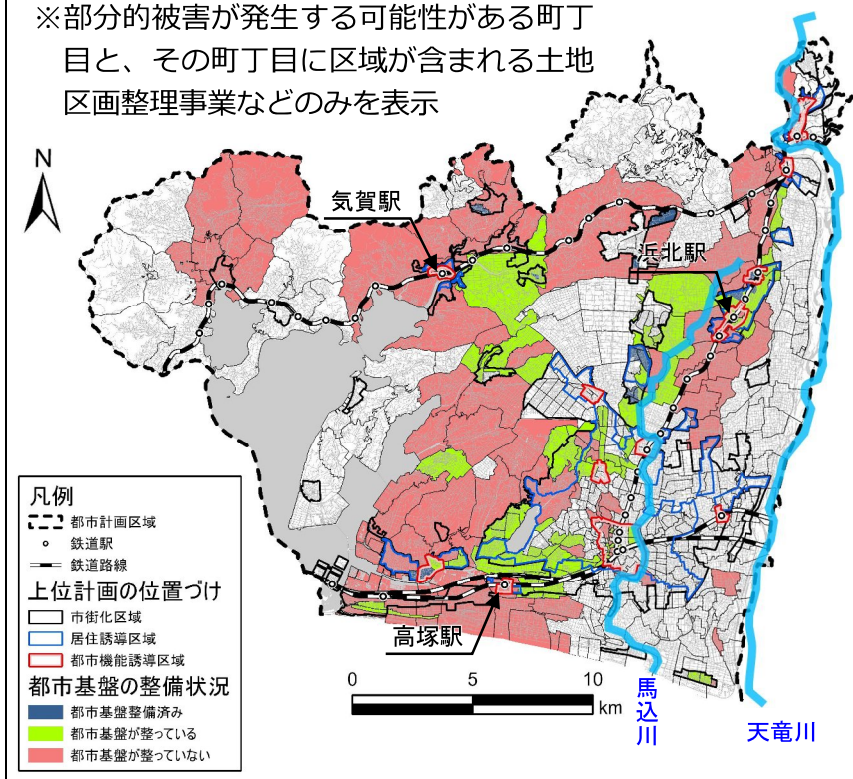 ※部分的被害が発生する可能性がある町丁
目と、その町丁目に区域が含まれる土地
区画整理事業などのみを表示
N
気賀駅
浜北駅
高塚駅
凡例
都市計画区域
鉄道駅
鉄道路線
上位計画の位置づけ
市街化区域
居住誘導区域
都市機能誘導区域
都市基盤の整備状況
都市基盤整備済み
都市基盤が整っている
都市基盤が整っていない
0 5 10
km
馬込川
天竜川